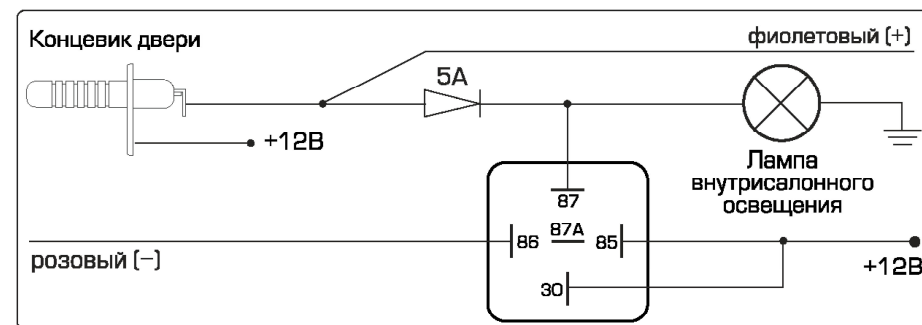 Концевик двери
фиолетовый (+)
5А
+12В
Лампа
внутрисалонного
освещения
87
86
87А
85
30
розовый (−)
+12В